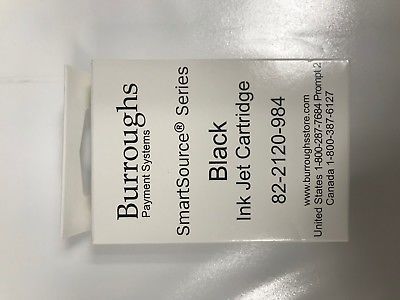 Burroughs
Payment Systems
SmartSource® Series
Black
Ink Jet Cartridge
82-2120-984
www.burroughsstore.com
United States 1-800-287-7684 Prompt 2
Canada 1-800-387-6127